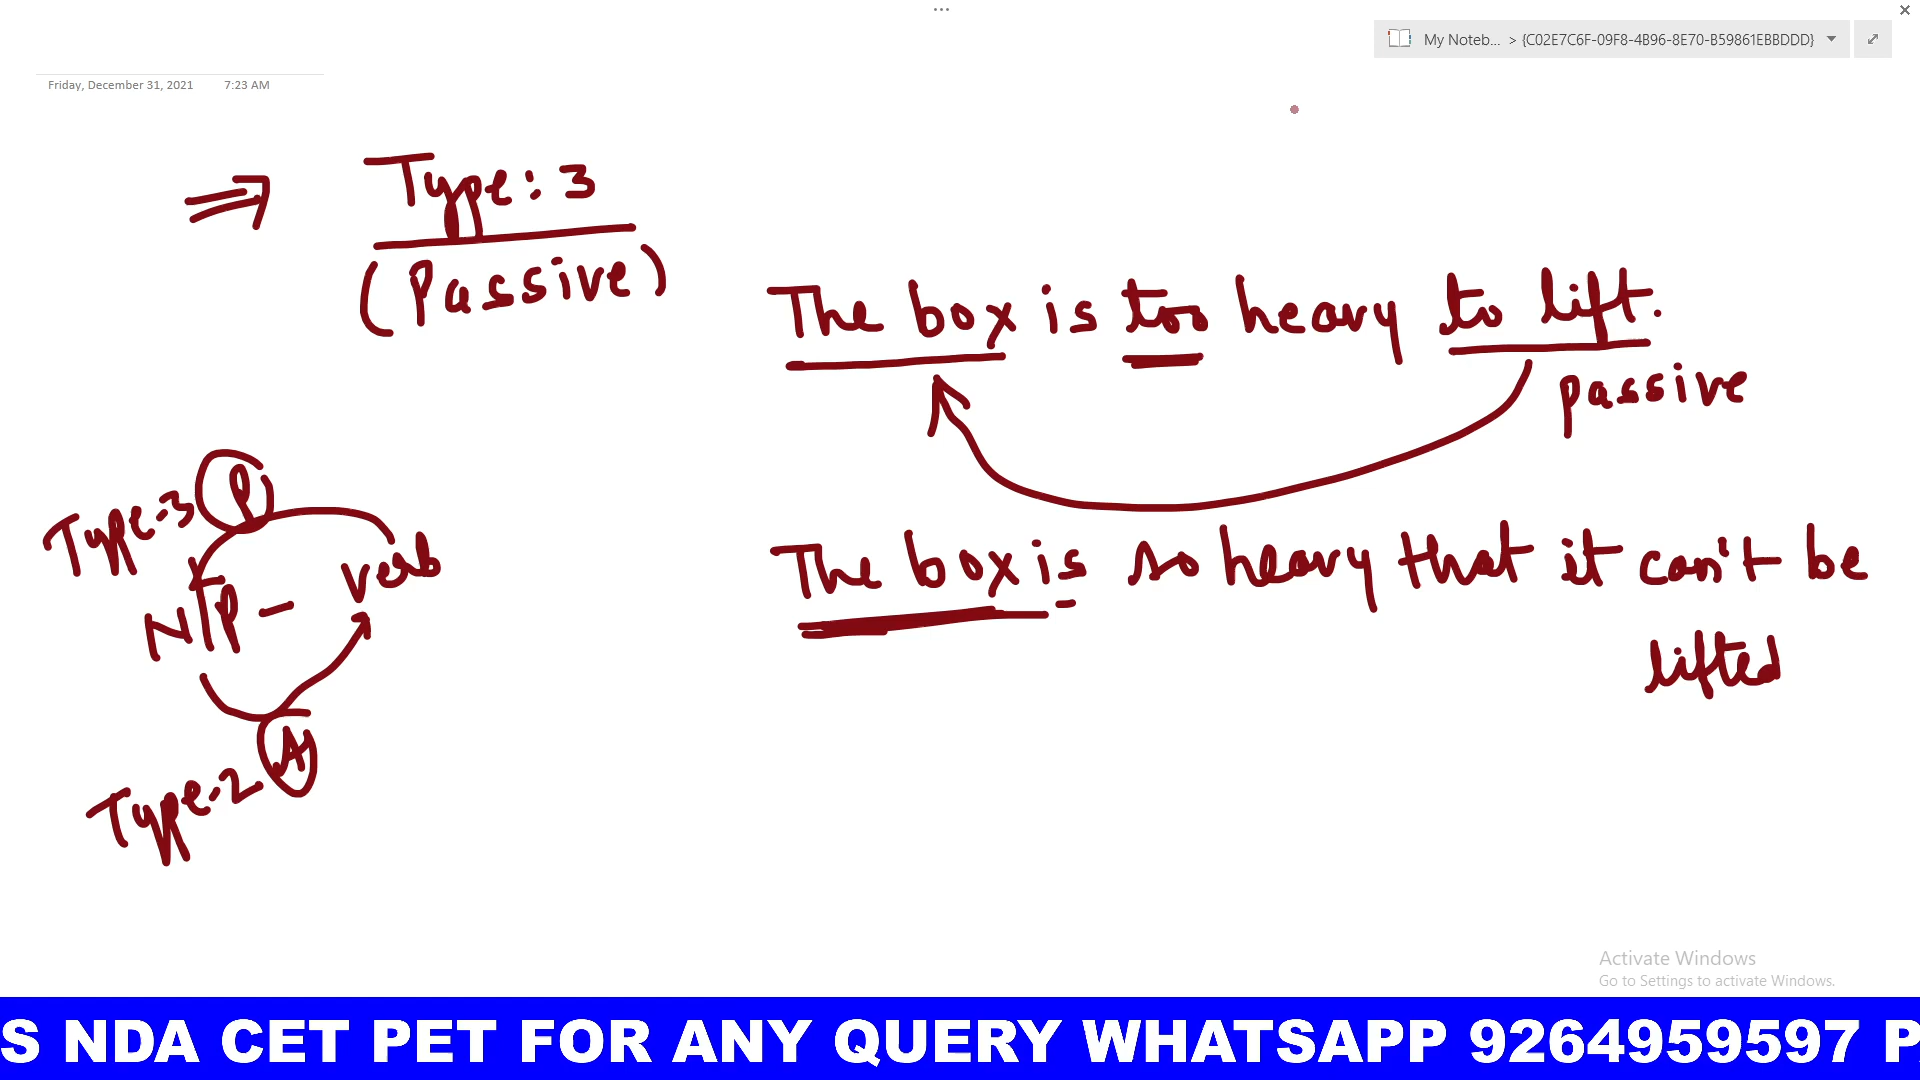 ...
My Noteb... > {C02E7C6F-09F8-4B96-8E70-B59861EBBDDD}
Friday, December 31, 2021 7:23 AM
Type: 3
(Passive)
The box is too heavy to lift.
passive
Type-3 P
N/P - verb
A
Type-2
The box is so heavy that it can't be
lifted
Activate Windows
Go to Settings to activate Windows.
S NDA CET PET FOR ANY QUERY WHATSAPP 9264959597 P